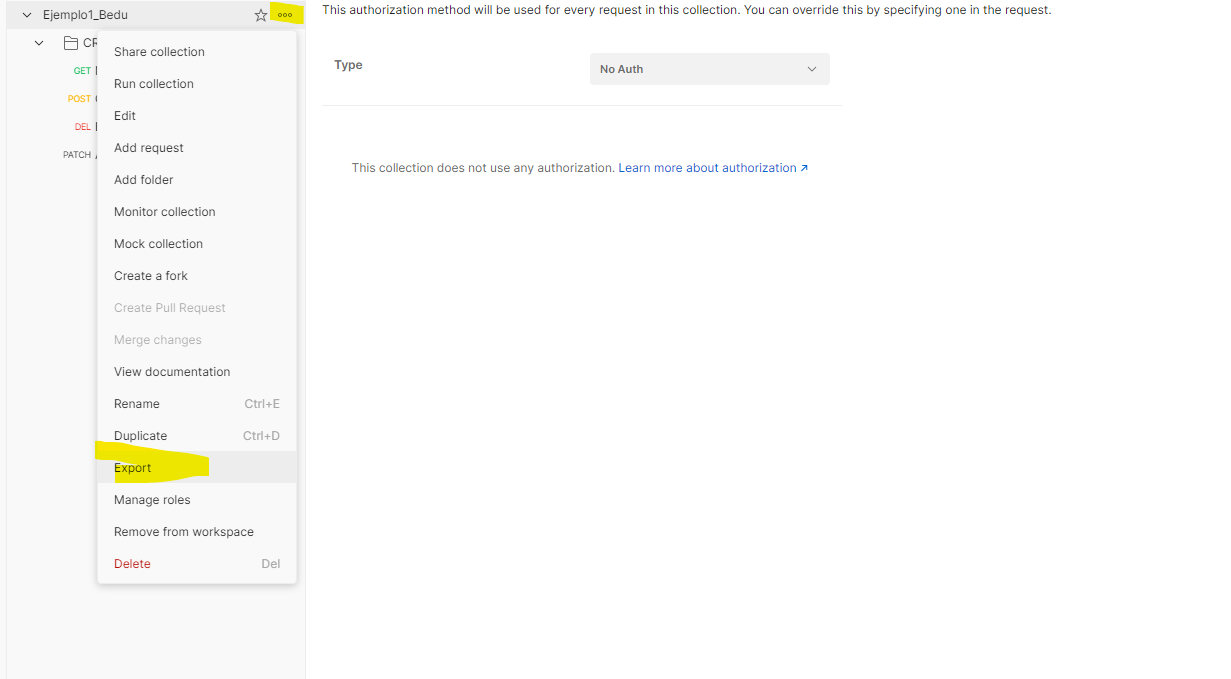 Ejemplo1_Bedu
This authorization method will be used for every request in this collection. You can override this by specifying one in the request.
GET
POST
DEL
PATCH
Share collection
Run collection
Edit
Add request
Add folder
Monitor collection
Mock collection
Create a fork
Create Pull Request
Merge changes
View documentation
Rename Ctrl+E
Duplicate Ctrl+D
Export
Manage roles
Remove from workspace
Delete Del
Type No Auth
This collection does not use any authorization. Learn more about authorization ↗